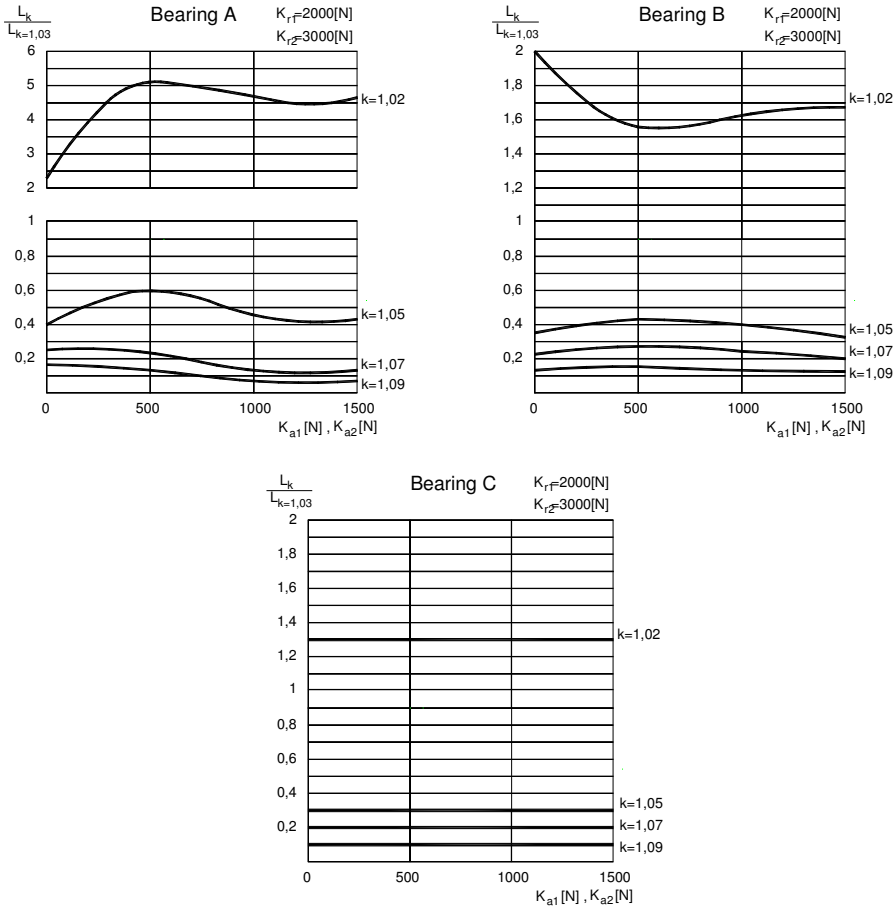 Bearing A
L_k
L_k=1,03
K_r1=2000[N]
K_r2=3000[N]
6
5
4
3
2
1
0,8
0,6
0,4
0,2
k=1,02
k=1,05
k=1,07
k=1,09
0 500 1000 1500
K_a1[N] , K_a2[N]
Bearing B
L_k
L_k=1,03
K_r1=2000[N]
K_r2=3000[N]
2
1,8
1,6
1,4
1,2
1
0,8
0,6
0,4
0,2
k=1,02
k=1,05
k=1,07
k=1,09
0 500 1000 1500
K_a1[N] , K_a2[N]
Bearing C
L_k
L_k=1,03
K_r1=2000[N]
K_r2=3000[N]
2
1,8
1,6
1,4
1,2
1
0,8
0,6
0,4
0,2
k=1,02
k=1,05
k=1,07
k=1,09
0 500 1000 1500
K_a1[N] , K_a2[N]